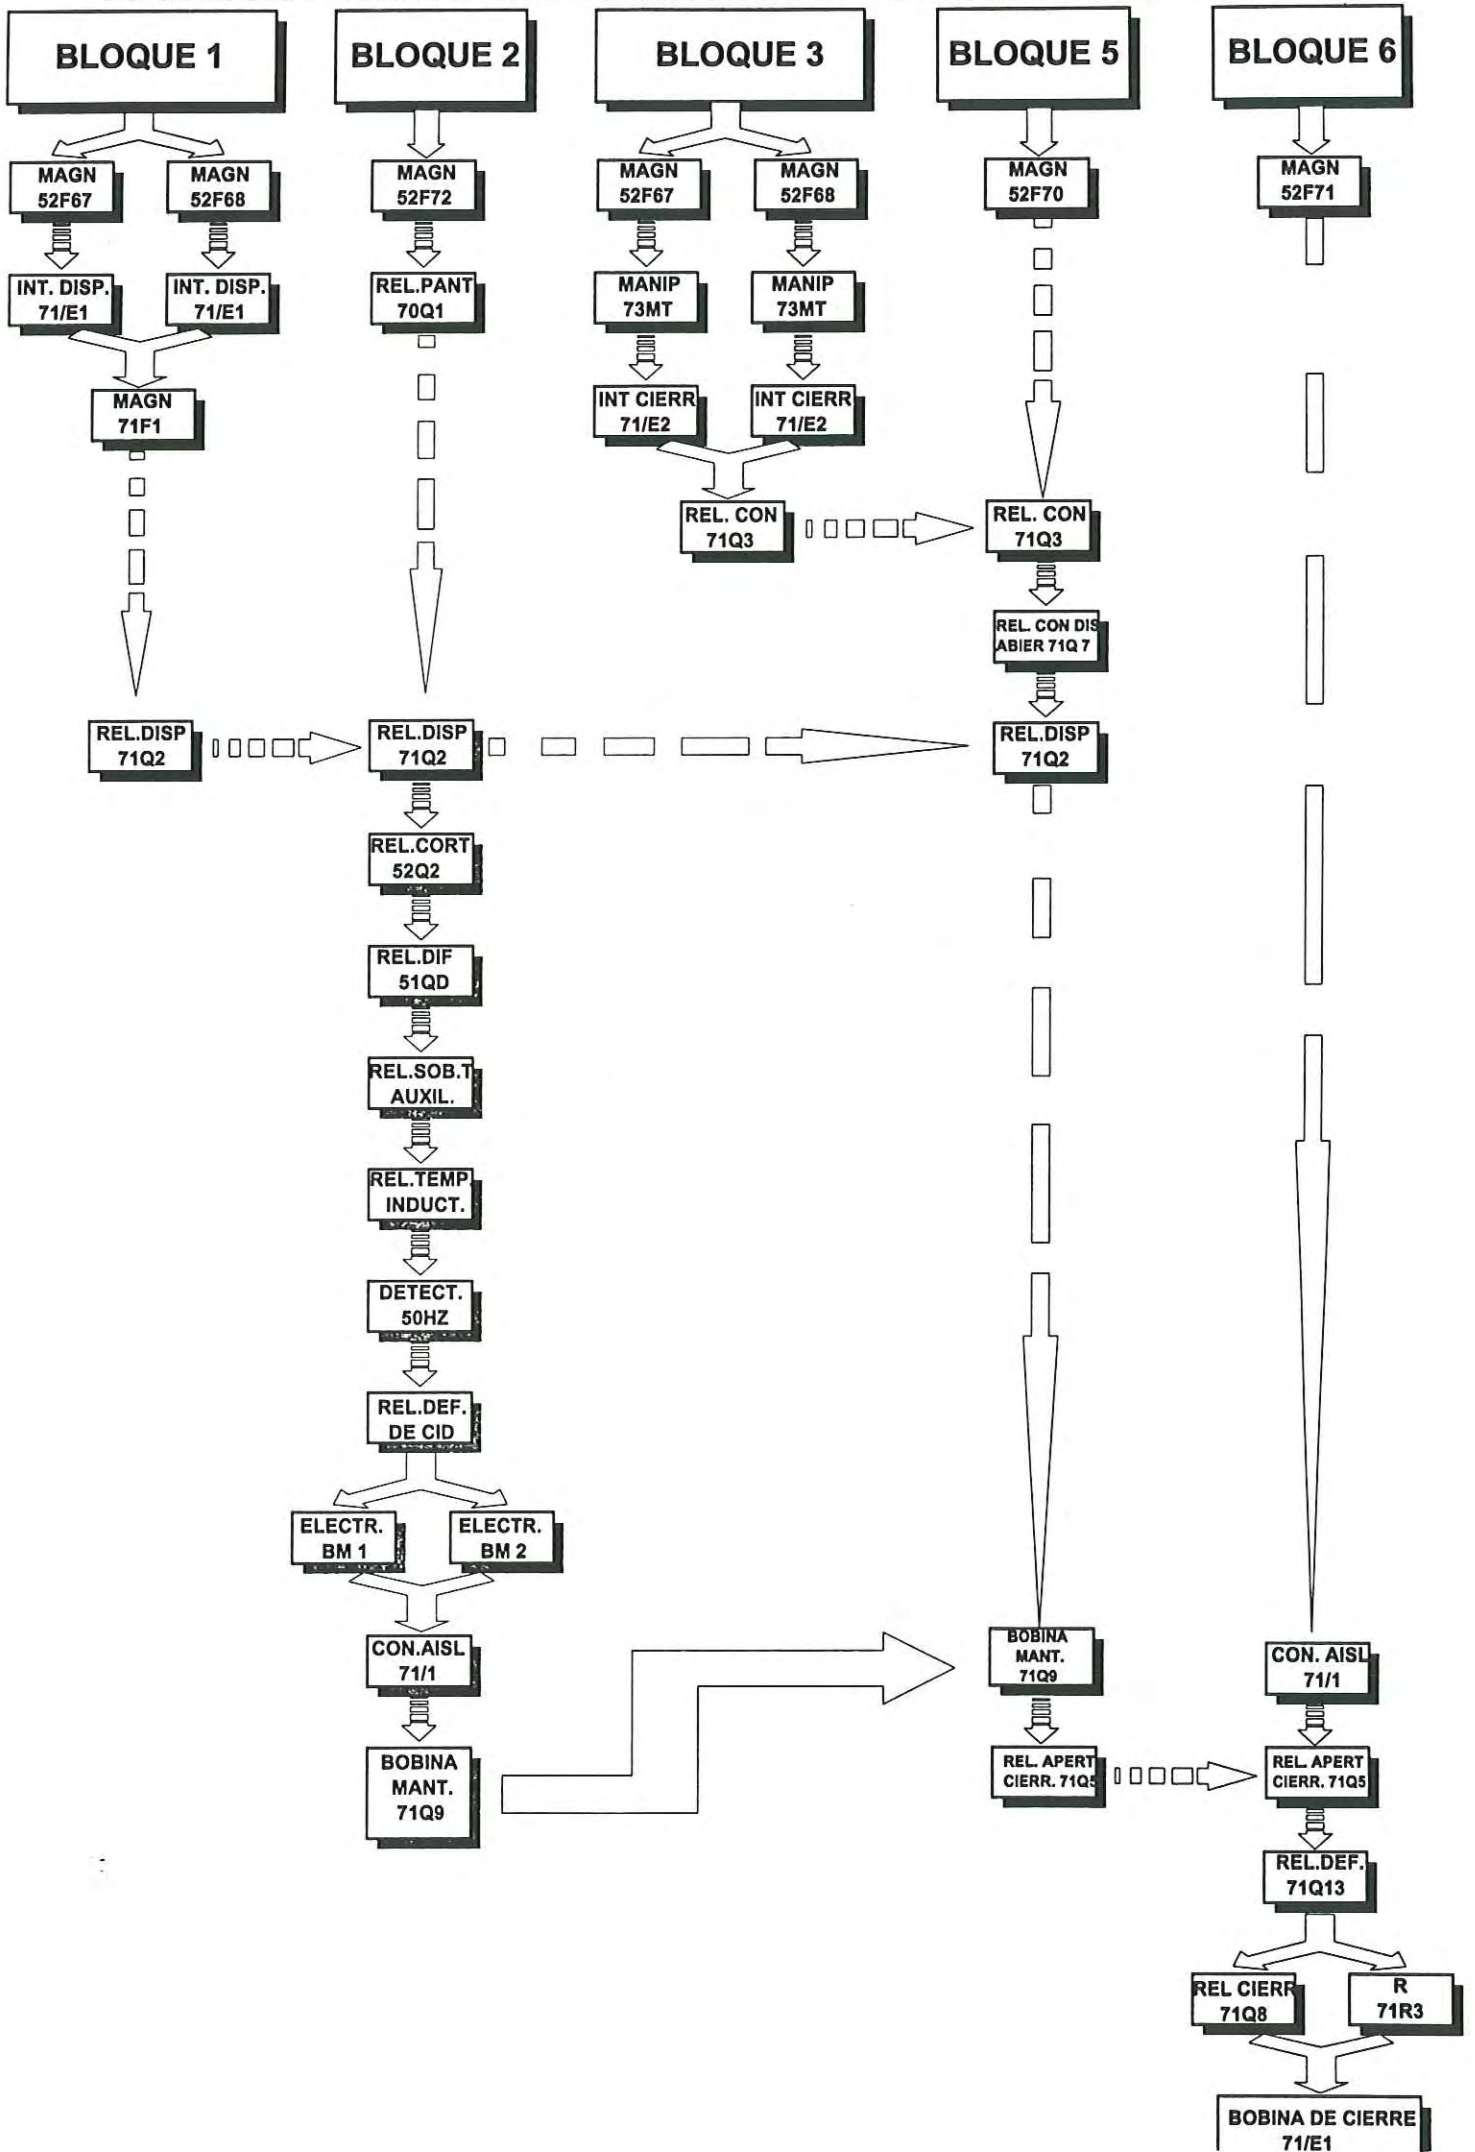 BLOQUE 1
MAGN
52F67
MAGN
52F68
INT. DISP.
71/E1
INT. DISP.
71/E1
MAGN
71F1
REL.DISP
71Q2
BLOQUE 2
MAGN
52F72
REL.PANT
70Q1
REL.DISP
71Q2
REL.CORT
52Q2
REL.DIF
51QD
REL.SOB.T
AUXIL.
REL.TEMP.
INDUCT.
DETECT.
50HZ
REL.DEF.
DE CID
ELECTR.
BM 1
ELECTR.
BM 2
CON.AISL
71/1
BOBINA
MANT.
71Q9
BLOQUE 3
MAGN
52F67
MAGN
52F68
MANIP
73MT
MANIP
73MT
INT CIERR
71/E2
INT CIERR
71/E2
REL. CON
71Q3
BLOQUE 5
MAGN
52F70
REL. CON
71Q3
REL. CON DIS
ABIER 71Q 7
REL.DISP
71Q2
BOBINA
MANT.
71Q9
REL. APERT
CIERR. 71Q5
BLOQUE 6
MAGN
52F71
CON. AISL
71/1
REL. APERT
CIERR. 71Q5
REL.DEF.
71Q13
REL CIERR
71Q8
R
71R3
BOBINA DE CIERRE
71/E1